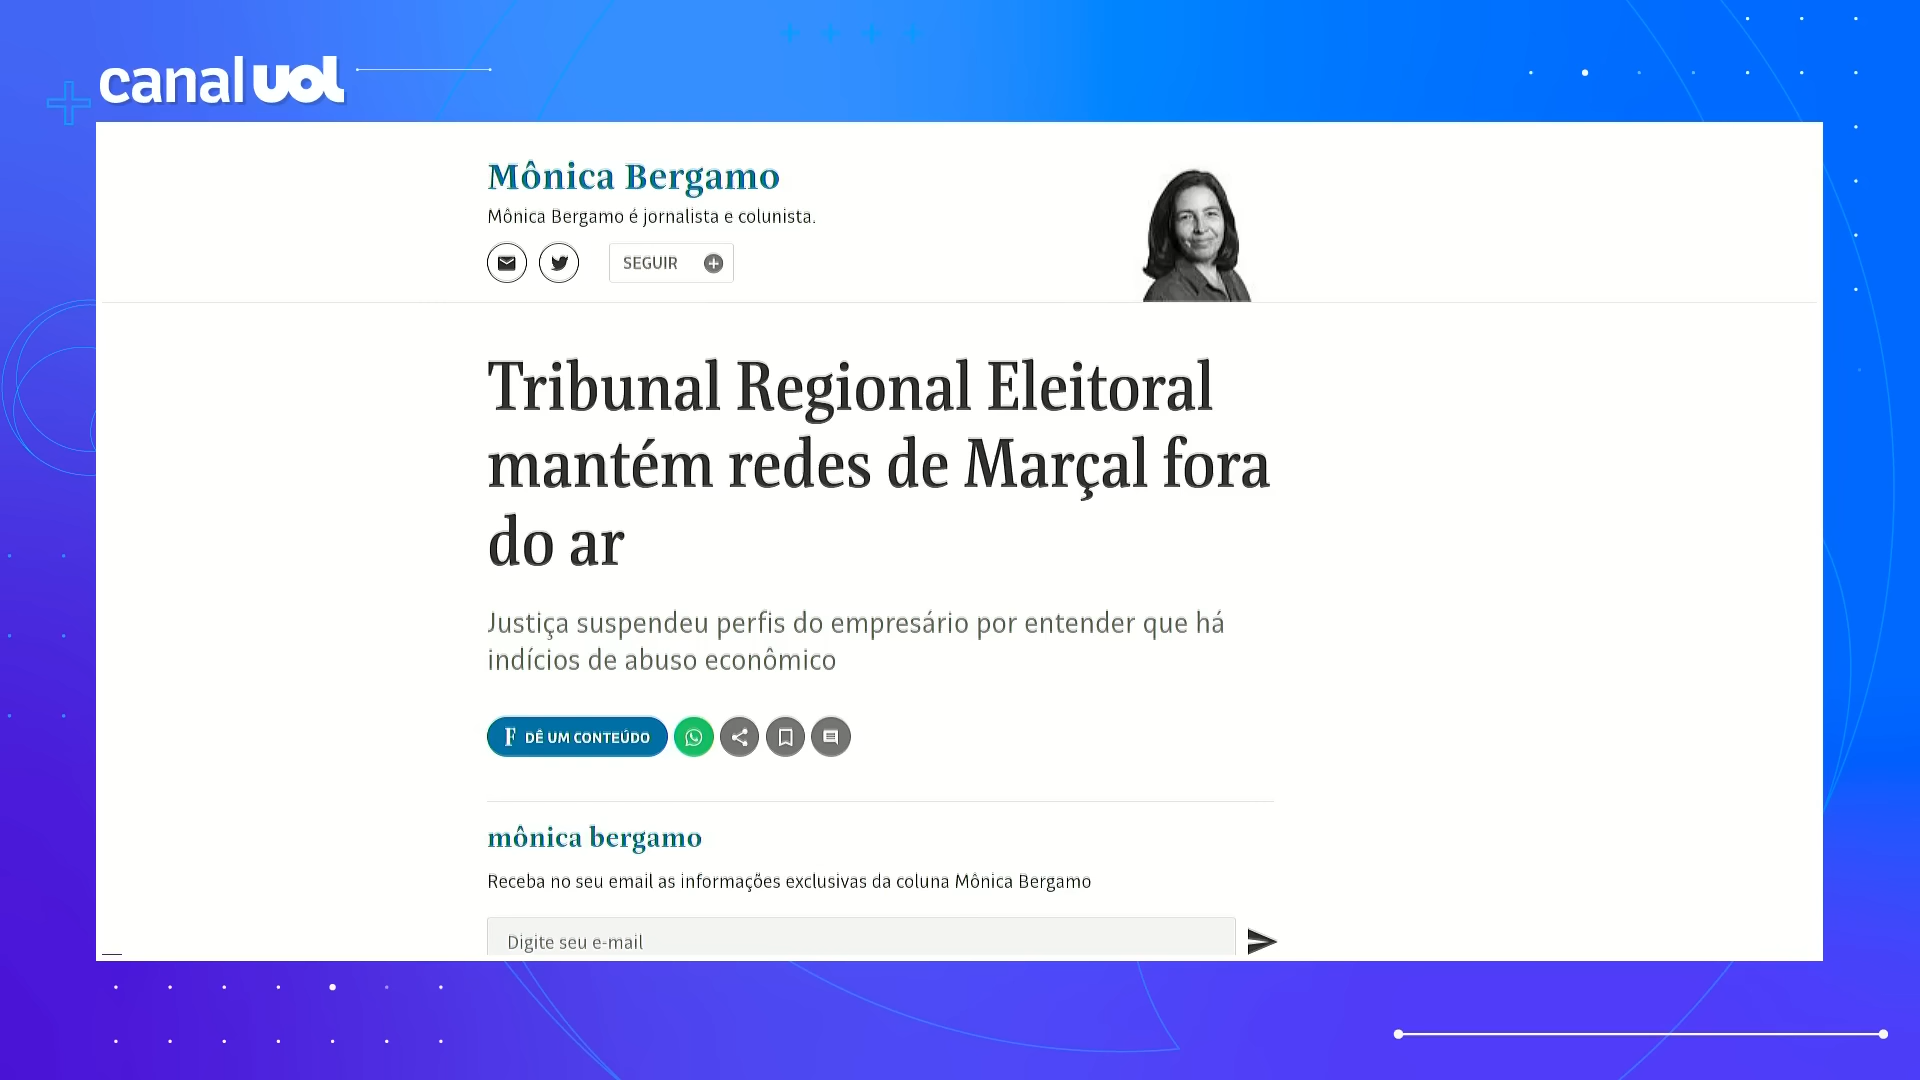 canal uol
Mônica Bergamo
Mônica Bergamo é jornalista e colunista.
SEGUIR
Tribunal Regional Eleitoral
mantém redes de Marçal fora
do ar
Justiça suspendeu perfis do empresário por entender que há
indícios de abuso econômico
F DÊ UM CONTEÚDO
mônica bergamo
Receba no seu email as informações exclusivas da coluna Mônica Bergamo
Digite seu e-mail